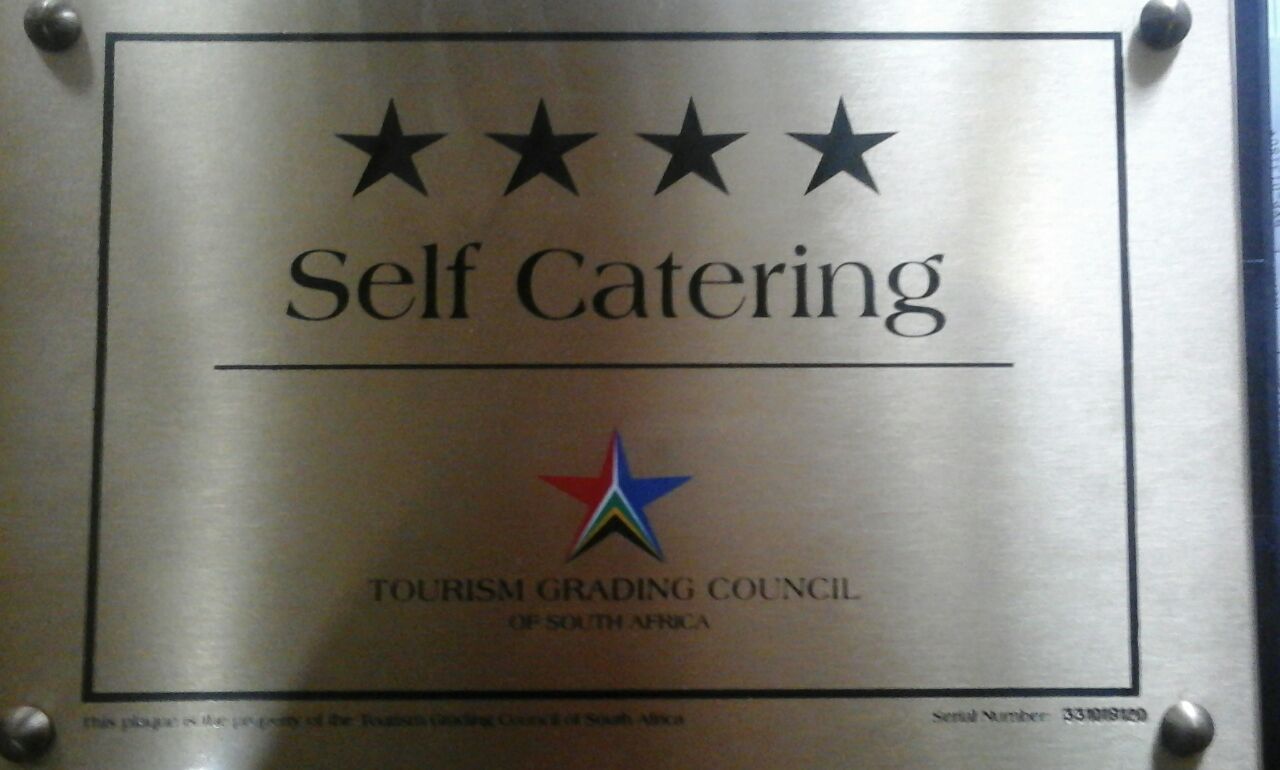 Self Catering
TOURISM GRADING COUNCIL
OF SOUTH AFRICA
This plaque is the property of the Tourism Grading Council of South Africa
Serial Number: